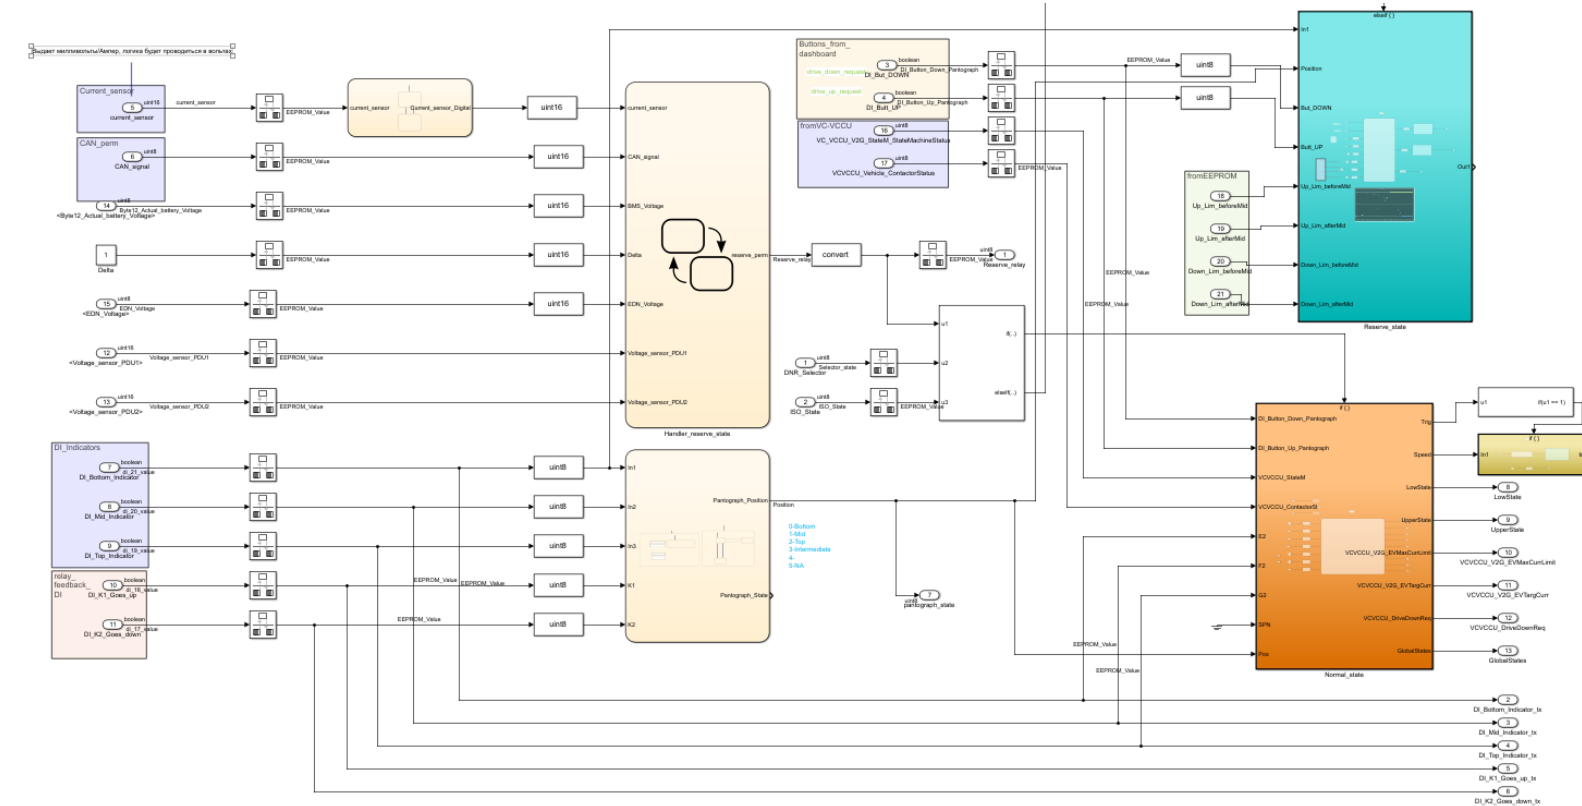 Выдает милливольты/Ампер, логика будет проводиться в вольтах
Current_sensor
5
uint16
current_sensor
current_sensor
EEPROM_Value
current_sensor
Qurrent_sensor_Digital
uint16
CAN_perm
6
uint8
CAN_signal
EEPROM_Value
uint16
14
uint8
Byte12_Actual_battery_Voltage
<Byte12_Actual_battery_Voltage>
EEPROM_Value
uint16
1
Delta
EEPROM_Value
uint16
15
uint8
EDN_Voltage
<EDN_Voltage>
EEPROM_Value
uint16
12
uint16
Voltage_sensor_PDU1
<Voltage_sensor_PDU1>
EEPROM_Value
13
uint16
Voltage_sensor_PDU2
<Voltage_sensor_PDU2>
EEPROM_Value
current_sensor
CAN_signal
BMS_Voltage
Delta
EDN_Voltage
Voltage_sensor_PDU1
Voltage_sensor_PDU2
reserve_perm
Handler_reserve_state
Reserve_relay
convert
EEPROM_Value
uint8
1
Reserve_relay
DI_Indicators
7
boolean
di_21_value
DI_Bottom_Indicator
uint8
8
boolean
di_20_value
DI_Mid_Indicator
uint8
9
boolean
di_19_value
DI_Top_Indicator
uint8
relay_
feedback_
DI
10
boolean
di_18_value
DI_K1_Goes_up
EEPROM_Value
EEPROM_Value
uint8
11
boolean
di_17_value
DI_K2_Goes_down
EEPROM_Value
uint8
In1
In2
In3
K1
K2
Pantograph_Position
Pantograph_State
Position
0-Bottom
1-Mid
2-Top
3-Intermediate
4-
5-NA
uint8
7
pantograph_state
Buttons_from_
dashboard
drive_down_request
drive_up_request
3
boolean
DI_Button_Down_Pantograph
DI_But_DOWN
EEPROM_Value
uint8
4
boolean
DI_Button_Up_Pantograph
DI_Butt_UP
uint8
fromVC-VCCU
16
uint8
VC_VCCU_V2G_StateM_StateMachineStatus
17
uint8
VCVCCU_Vehicle_ContactorStatus
EEPROM_Value
EEPROM_Value
EEPROM_Value
1
uint8
Selector_state
DNR_Selector
2
uint8
ISO_State
ISO_State
EEPROM_Value
u1
u2
u3
if(..)
elseif(..)
fromEEPROM
18
Up_Lim_beforeMid
19
Up_Lim_afterMid
20
Down_Lim_beforeMid
21
Down_Lim_afterMid
elseif { }
In1
Position
But_DOWN
Butt_UP
Up_Lim_beforeMid
Up_Lim_afterMid
Down_Lim_beforeMid
Down_Lim_afterMid
Out1
Reserve_state
if { }
DI_Button_Down_Pantograph
DI_Button_Up_Pantograph
VCVCCU_StateM
VCVCCU_ContactorSt
E2
F2
G2
SPN
Pos
Trig
Speed
LowState
UpperState
VCVCCU_V2G_EVMaxCurrLimit
VCVCCU_V2G_EVTargCurr
VCVCCU_DriveDownReq
GlobalStates
Normal_state
u1
if(u1 == 1)
if { }
In1
8
LowState
9
UpperState
10
VCVCCU_V2G_EVMaxCurrLimit
11
VCVCCU_V2G_EVTargCurr
12
VCVCCU_DriveDownReq
13
GlobalStates
EEPROM_Value
EEPROM_Value
2
DI_Bottom_Indicator_tx
3
DI_Mid_Indicator_tx
4
DI_Top_Indicator_tx
5
DI_K1_Goes_up_tx
6
DI_K2_Goes_down_tx